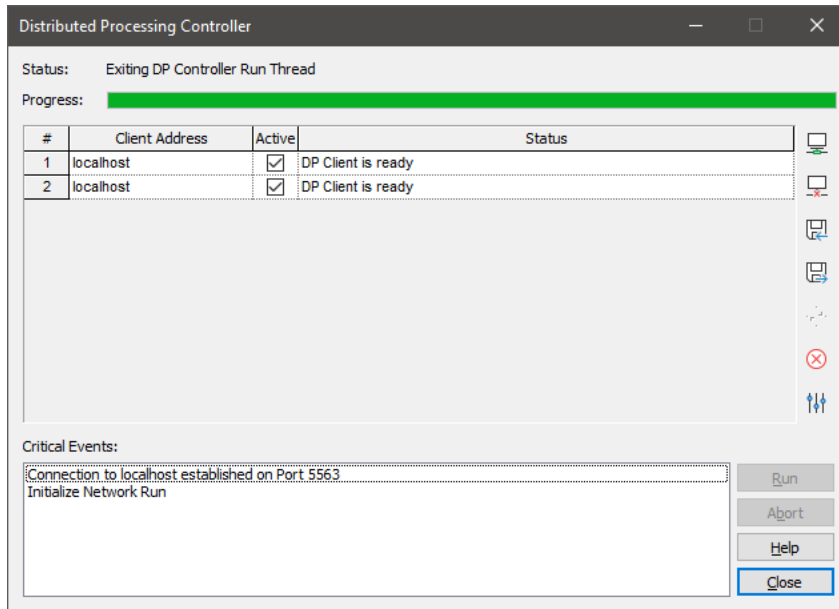 Distributed Processing Controller
Status: Exiting DP Controller Run Thread
Progress:
# Client Address Active Status
1 localhost DP Client is ready
2 localhost DP Client is ready
Critical Events:
Connection to localhost established on Port 5563
Initialize Network Run
Run
Abort
Help
Close